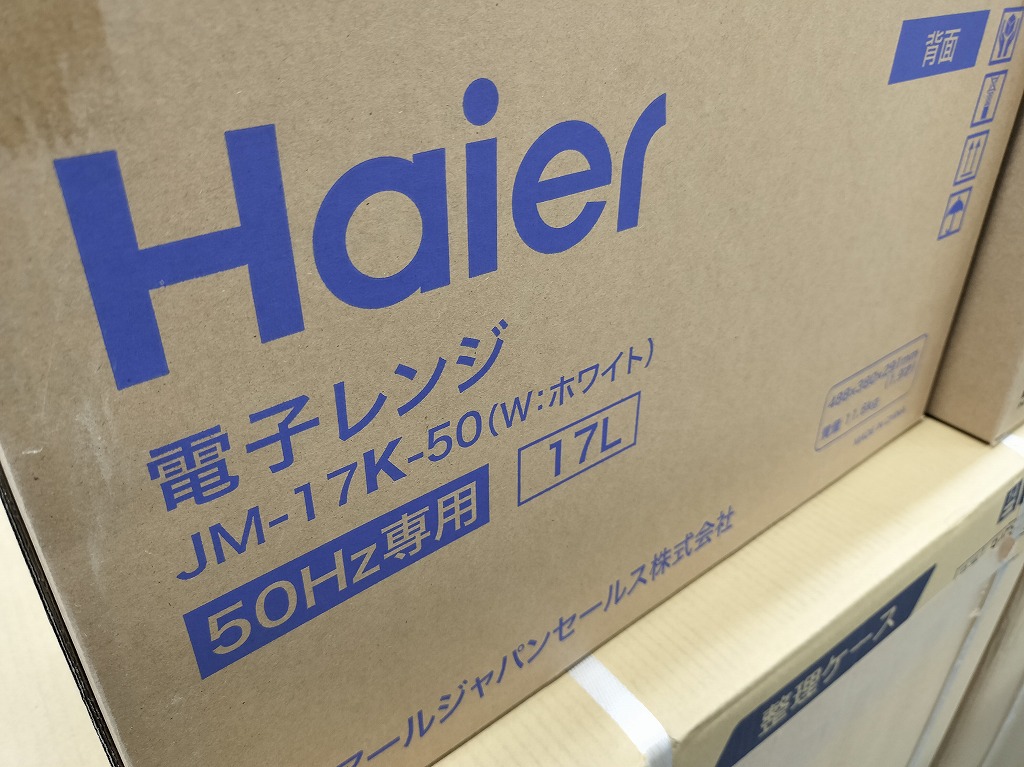 背面
Haier
電子レンジ
JM-17K-50(W:ホワイト)
50Hz専用
17L
アールジャパンセールス株式会社
整理ケース